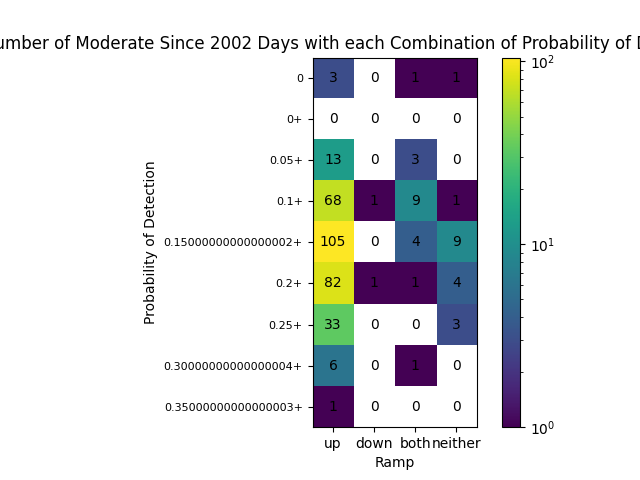 umber of Moderate Since 2002 Days with each Combination of Probability of D
0 3 0 1 1
0+ 0 0 0 0
0.05+ 13 0 3 0
0.1+ 68 1 9 1
0.15000000000000002+ 105 0 4 9
0.2+ 82 1 1 4
0.25+ 33 0 0 3
0.30000000000000004+ 6 0 1 0
0.35000000000000003+ 1 0 0 0
up down both neither
Ramp
Probability of Detection
10²
10¹
10⁰